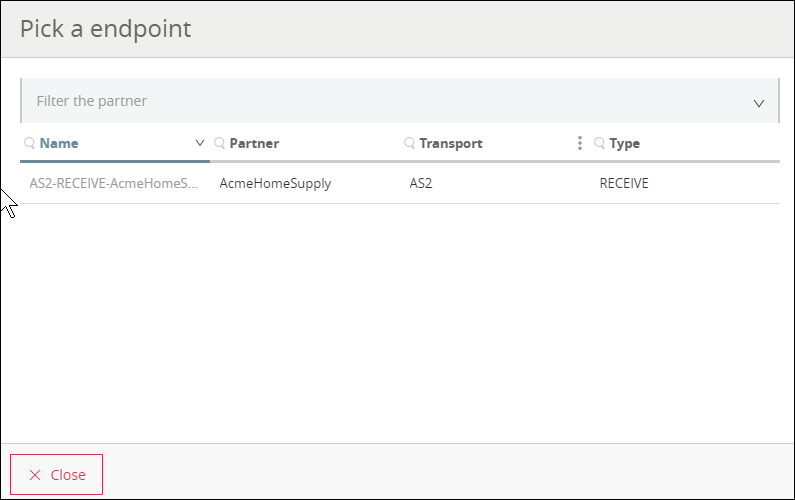 Pick a endpoint
Filter the partner
Name Partner Transport Type
AS2-RECEIVE-AcmeHomeS... AcmeHomeSupply AS2 RECEIVE
Close